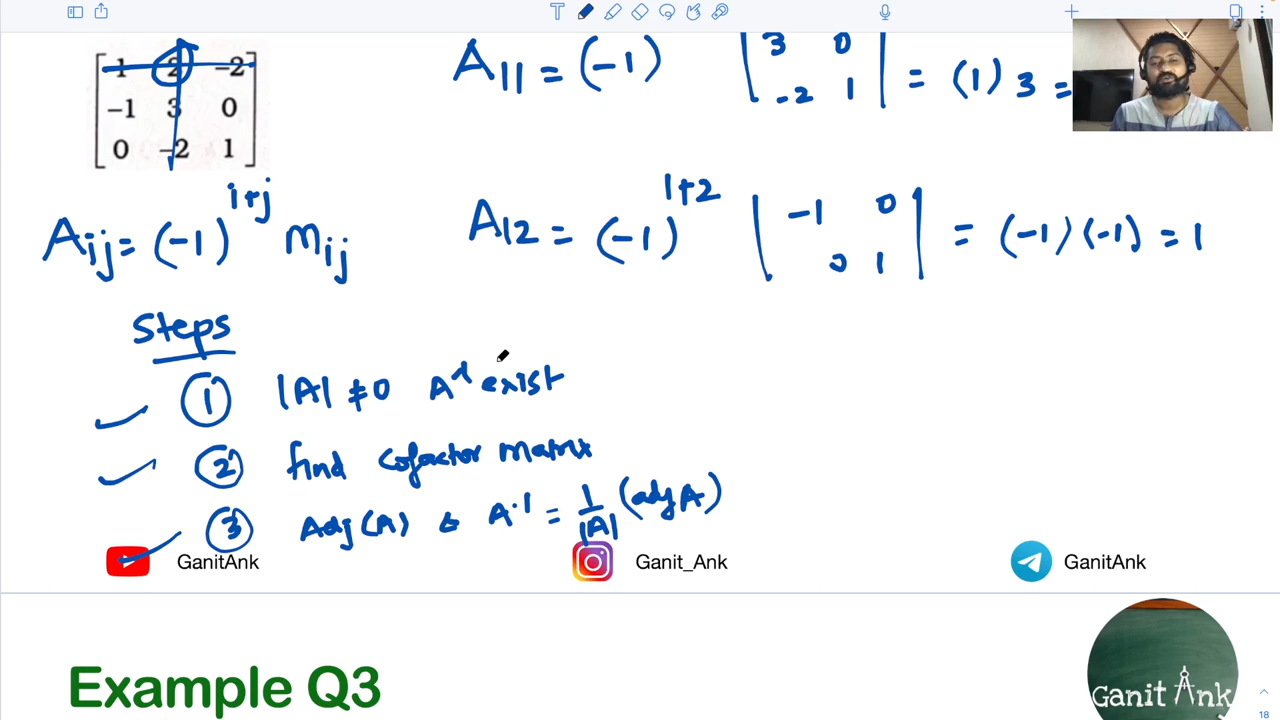 1 2 -2
-1 3 0
0 -2 1
A11 = (-1) | 3 0 |
| -2 1 | = (1) 3 =
Aij = (-1)^i+j mij
A12 = (-1)^1+2 | -1 0 |
| 0 1 | = (-1) (-1) = 1
Steps
① |A| ≠ 0 A^-1 exist
② find cofactor matrix
③ Adj(A) & A^-1 = 1/|A| (adj A)
GanitAnk
Ganit_Ank
GanitAnk
Example Q3
Ganit Ank
18